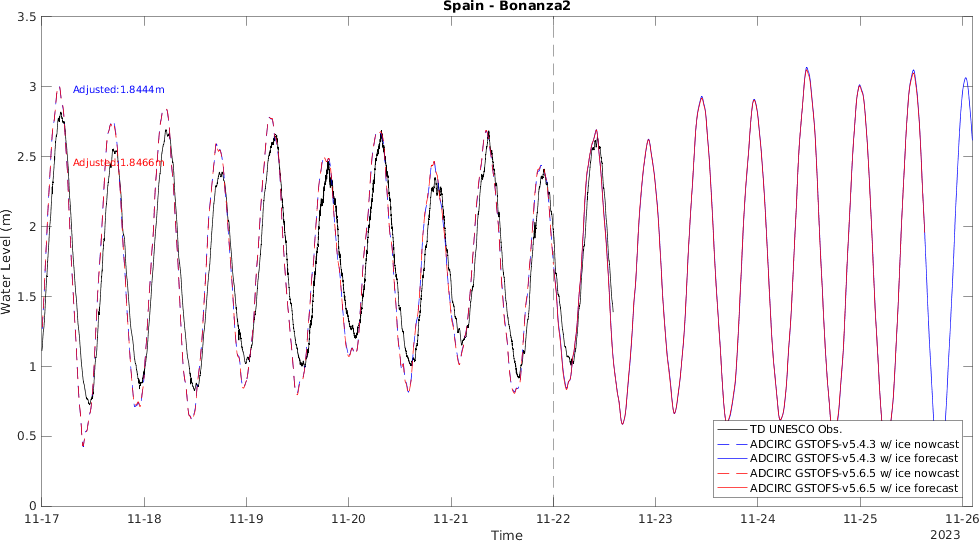 Spain - Bonanza2
3.5
3
2.5
2
1.5
1
0.5
0
Water Level (m)
Adjusted:1.8444m
Adjusted:1.8466m
TD UNESCO Obs.
ADCIRC GSTOFS-v5.4.3 w/ ice nowcast
ADCIRC GSTOFS-v5.4.3 w/ ice forecast
ADCIRC GSTOFS-v5.6.5 w/ ice nowcast
ADCIRC GSTOFS-v5.6.5 w/ ice forecast
11-17 11-18 11-19 11-20 11-21 11-22 11-23 11-24 11-25 11-26
Time
2023